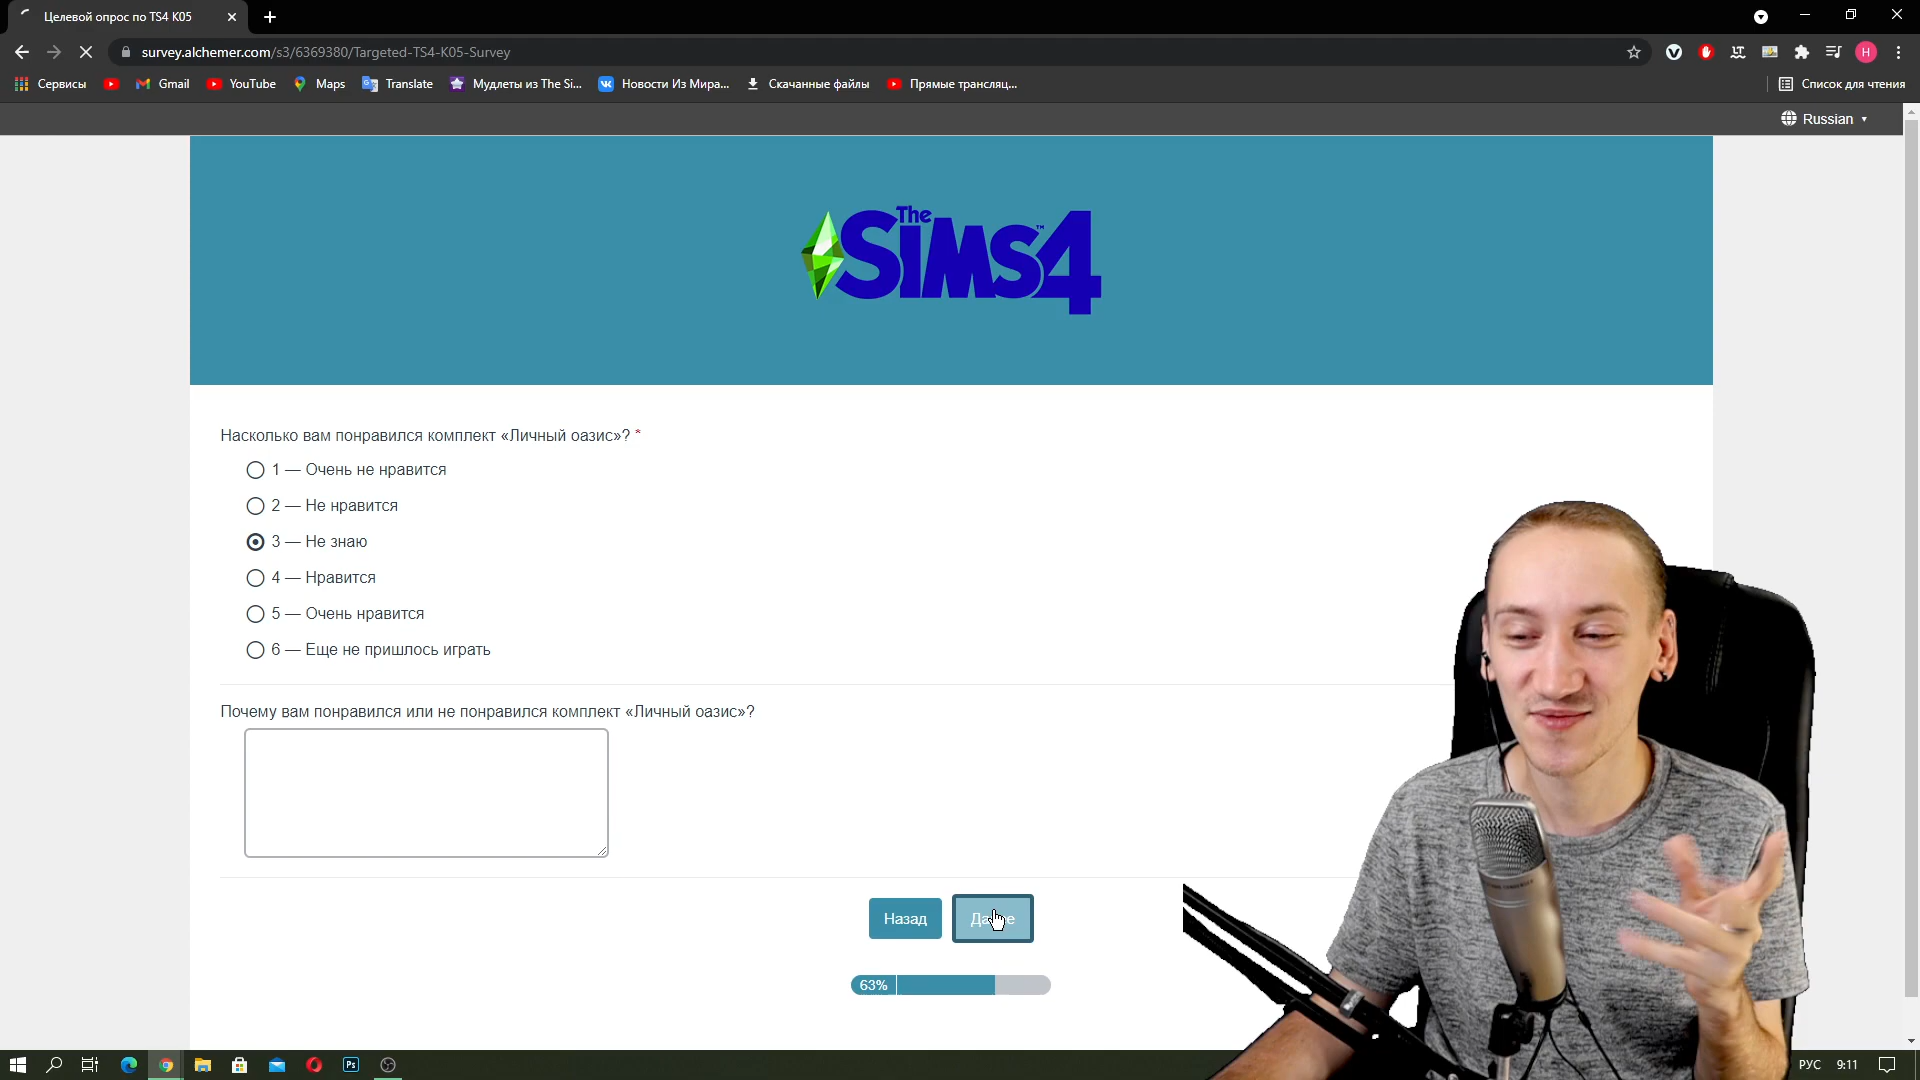 Целевой опрос по TS4 K05
survey.alchemer.com/s3/6369380/Targeted-TS4-K05-Survey
H
Сервисы
Gmail
YouTube
Maps
Translate
Мудлеты из The Si...
Новости Из Мира...
Скачанные файлы
Прямые трансляц...
Список для чтения
Russian
The
SIMS4
™
Насколько вам понравился комплект «Личный оазис»? *
1 — Очень не нравится
2 — Не нравится
3 — Не знаю
4 — Нравится
5 — Очень нравится
6 — Еще не пришлось играть
Почему вам понравился или не понравился комплект «Личный оазис»?
Назад
63%
Ps
РУС
9:11